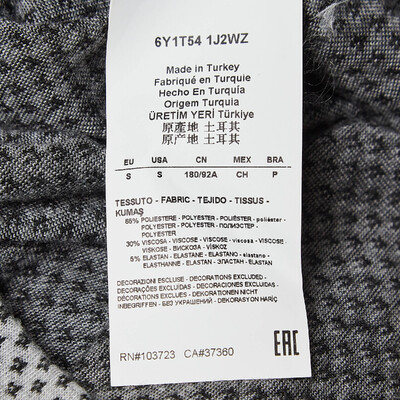 6Y1T54 1J2WZ
Made in Turkey
Fabriqué en Turquie
Hecho En Turquía
Origem Turquia
ÜRETİM YERİ Türkiye
原產地 土耳其
原产地 土耳其
EU USA CN MEX BRA
S S 180/92A CH P
TESSUTO - FABRIC - TEJIDO - TISSUS -
KUMAŞ
65% POLIESTERE - POLYESTER - POLIÉSTER - poliéster -
POLYESTER - POLYESTER - ПОЛИЭСТЕР -
POLYESTER
30% VISCOSA - VISCOSE - VISCOSE - viscosa - VISCOSE
VISKOSE - ВИСКОЗА - VİSKOZ
5% ELASTAN - ELASTANE - ELASTANO - elastano -
ELASTHANNE - ELASTAN - ЭЛАСТАН - ELASTAN
DECORAZIONI ESCLUSE - DECORATIONS EXCLUDED -
DECORAÇÕES EXCLUÍDAS - DECORACIONES EXCLUIDAS -
DÉCORATIONS EXCLUES - DEKORATIONEN NICHT
INBEGRIFFEN - БЕЗ УКРАШЕНИЙ - DEKORASYON HARİÇ
RN#103723 CA#37360
EAC